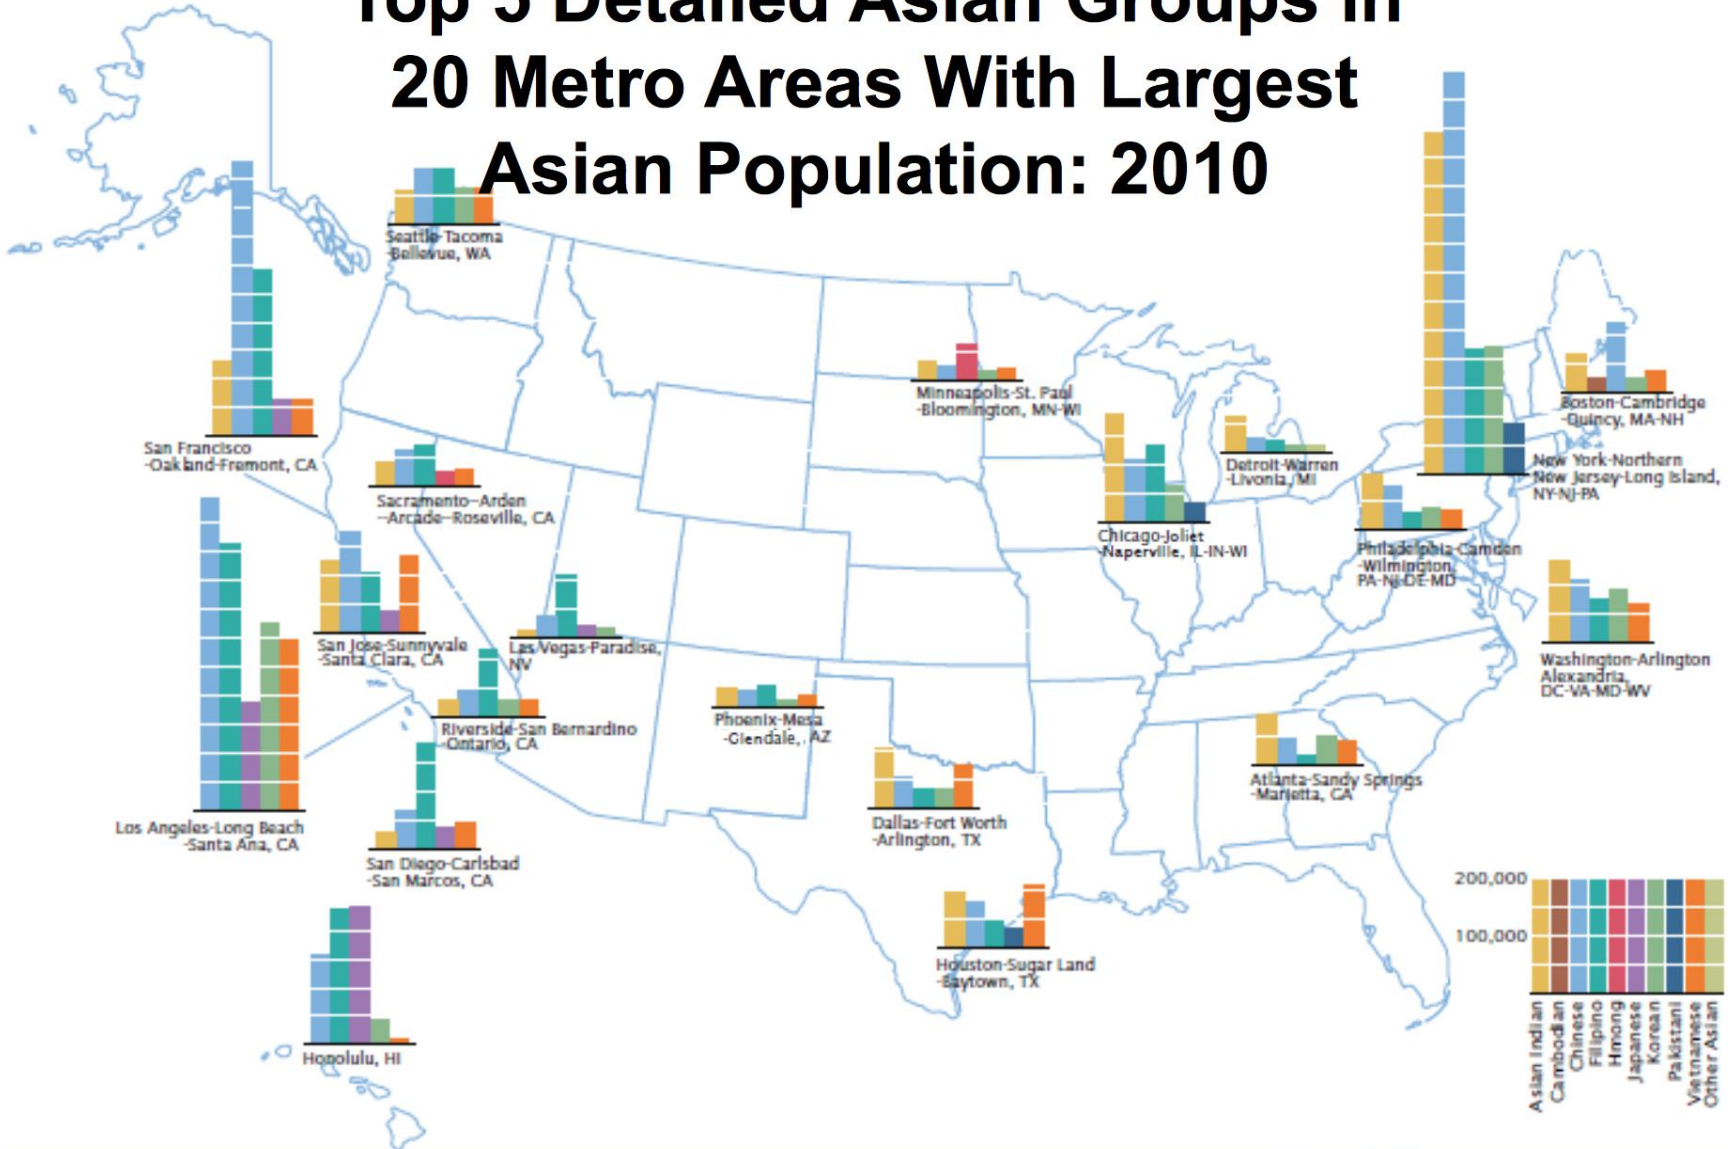 Top 5 Detailed Asian Groups in
20 Metro Areas With Largest
Asian Population: 2010
Seattle-Tacoma
-Bellevue, WA
San Francisco
-Oakland-Fremont, CA
Sacramento--Arden
--Arcade--Roseville, CA
Minneapolis-St. Paul
-Bloomington, MN-WI
Chicago-Joliet
-Naperville, IL-IN-WI
Detroit-Warren
-Livonia, MI
Boston-Cambridge
-Quincy, MA-NH
New York-Northern
New Jersey-Long Island,
NY-NJ-PA
Philadelphia-Camden
-Wilmington,
PA-NJ-DE-MD
Washington-Arlington
Alexandria,
DC-VA-MD-WV
San Jose-Sunnyvale
-Santa Clara, CA
Las Vegas-Paradise,
NV
Riverside-San Bernardino
-Ontario, CA
Phoenix-Mesa
-Glendale, AZ
Los Angeles-Long Beach
-Santa Ana, CA
San Diego-Carlsbad
-San Marcos, CA
Dallas-Fort Worth
-Arlington, TX
Atlanta-Sandy Springs
-Marietta, GA
Houston-Sugar Land
-Baytown, TX
Honolulu, HI
200,000
100,000
Asian Indian
Cambodian
Chinese
Filipino
Hmong
Japanese
Korean
Pakistani
Vietnamese
Other Asian